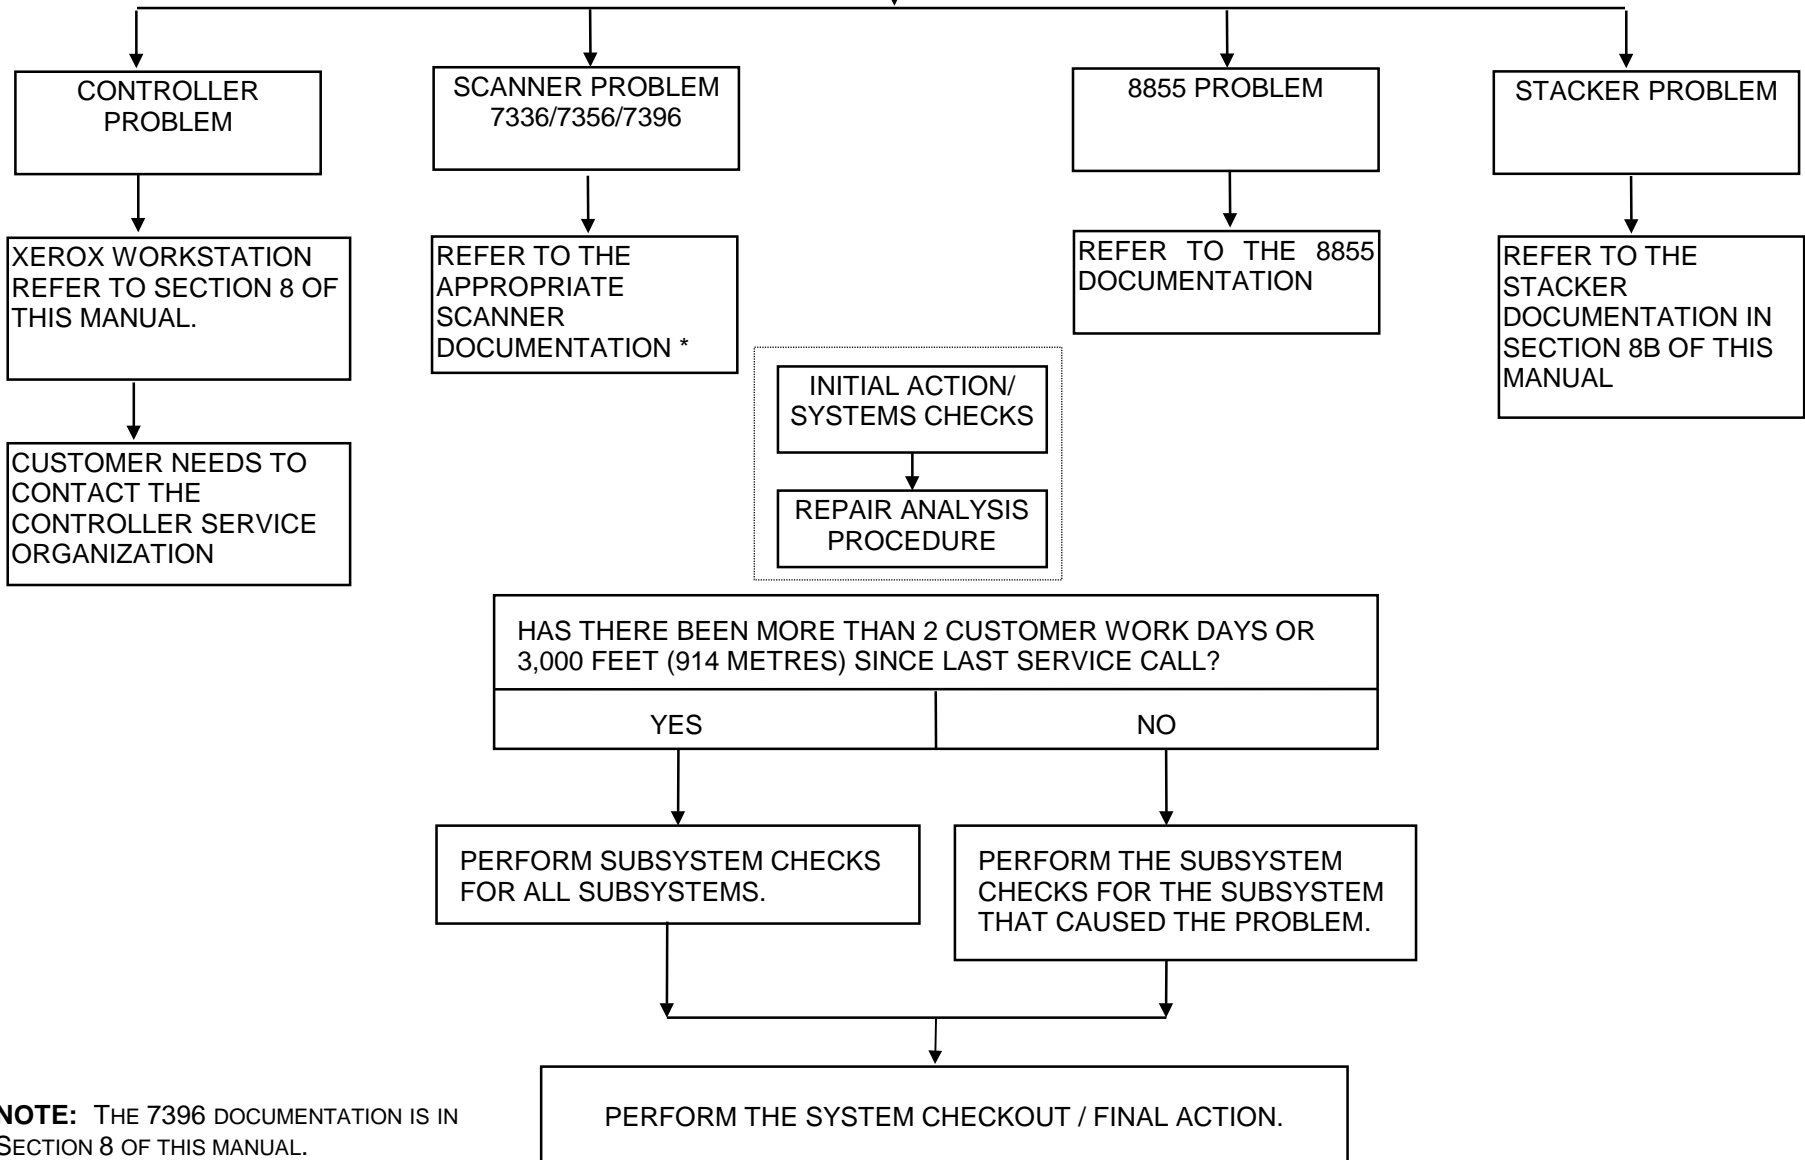 CONTROLLER
PROBLEM
SCANNER PROBLEM
7336/7356/7396
8855 PROBLEM
STACKER PROBLEM
XEROX WORKSTATION
REFER TO SECTION 8 OF
THIS MANUAL.
REFER TO THE
APPROPRIATE
SCANNER
DOCUMENTATION *
REFER TO THE 8855
DOCUMENTATION
REFER TO THE
STACKER
DOCUMENTATION IN
SECTION 8B OF THIS
MANUAL
CUSTOMER NEEDS TO
CONTACT THE
CONTROLLER SERVICE
ORGANIZATION
INITIAL ACTION/
SYSTEMS CHECKS
REPAIR ANALYSIS
PROCEDURE
HAS THERE BEEN MORE THAN 2 CUSTOMER WORK DAYS OR
3,000 FEET (914 METRES) SINCE LAST SERVICE CALL?
YES
NO
PERFORM SUBSYSTEM CHECKS
FOR ALL SUBSYSTEMS.
PERFORM THE SUBSYSTEM
CHECKS FOR THE SUBSYSTEM
THAT CAUSED THE PROBLEM.
PERFORM THE SYSTEM CHECKOUT / FINAL ACTION.
NOTE: THE 7396 DOCUMENTATION IS IN
SECTION 8 OF THIS MANUAL.